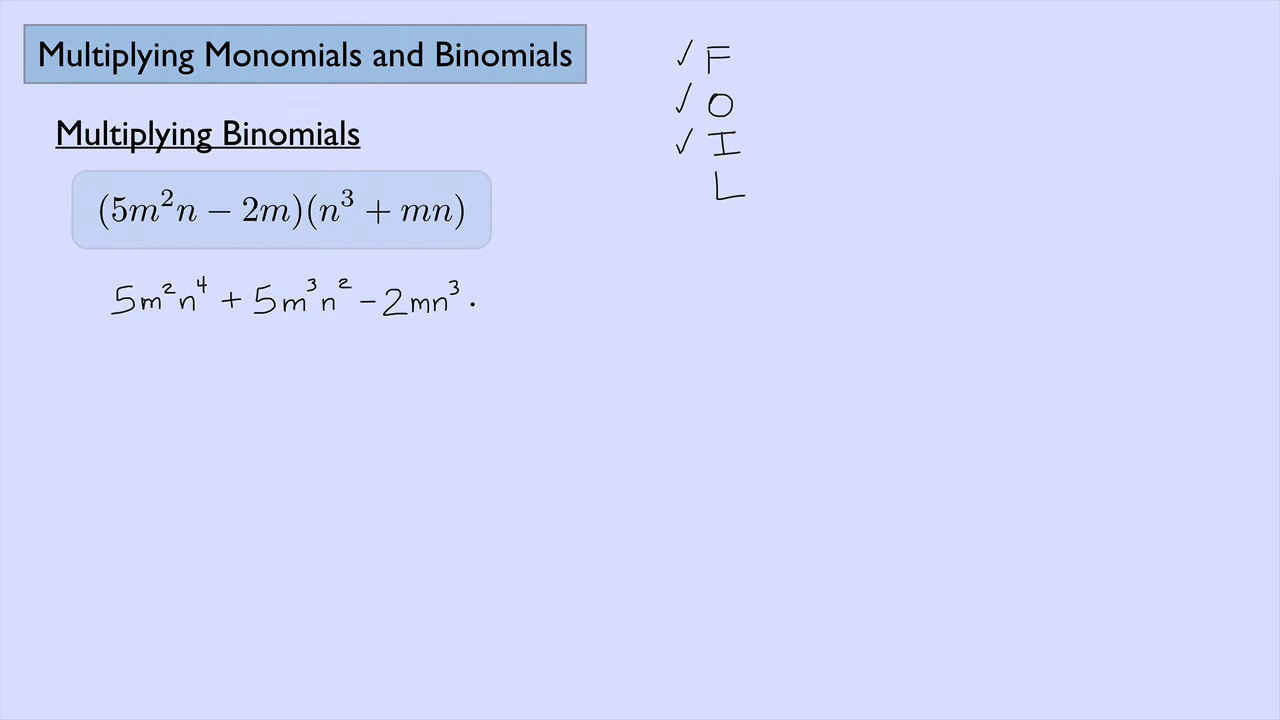 Multiplying Monomials and Binomials
Multiplying Binomials
(5m²n − 2m)(n³ + mn)
5m²n⁴ + 5m³n² − 2mn³ ·
✓ F
✓ O
✓ I
L